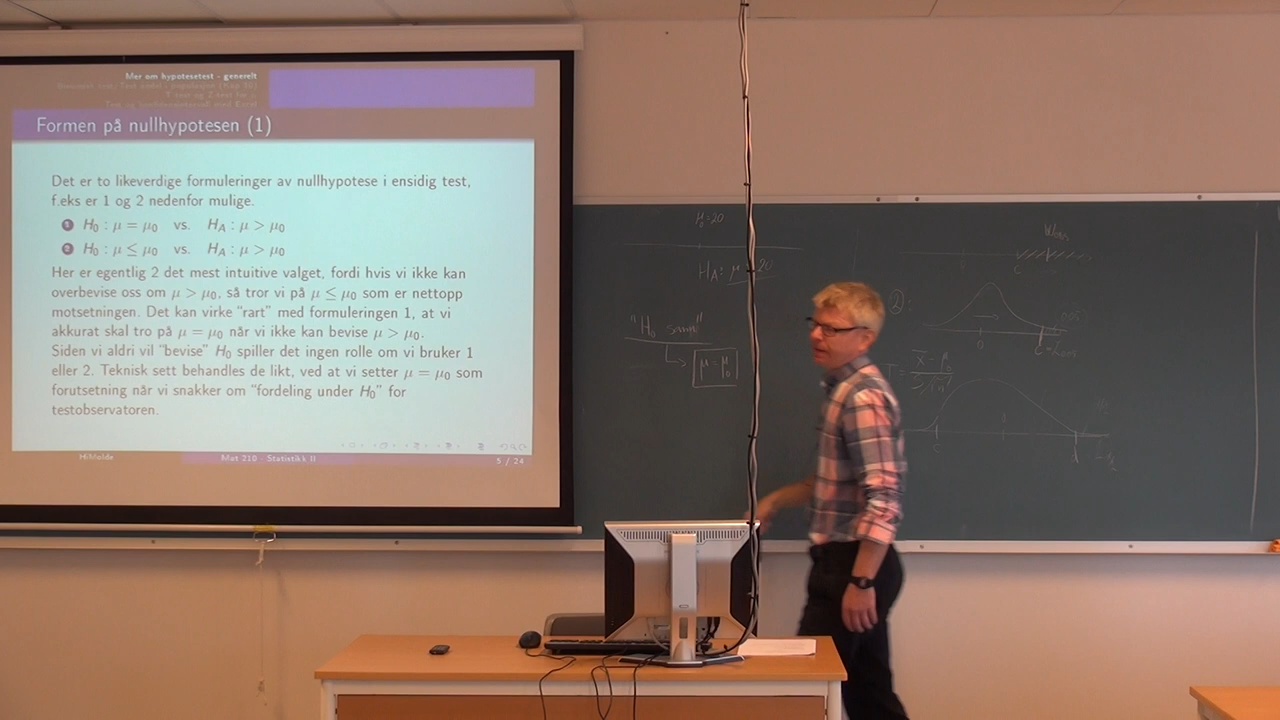 Mer om hypotesetest - generelt
Formen på nullhypotesen (1)
Det er to likeverdige formuleringer av nullhypotese i ensidig test,
f.eks er 1 og 2 nedenfor mulige.
1 H₀ : μ = μ₀ vs. H_A : μ > μ₀
2 H₀ : μ ≤ μ₀ vs. H_A : μ > μ₀
Her er egentlig 2 det mest intuitive valget, fordi hvis vi ikke kan
overbevise oss om μ > μ₀, så tror vi på μ ≤ μ₀ som er nettopp
motsetningen. Det kan virke "rart" med formuleringen 1, at vi
akkurat skal tro på μ = μ₀ når vi ikke kan bevise μ > μ₀.
Siden vi aldri vil "bevise" H₀ spiller det ingen rolle om vi bruker 1
eller 2. Teknisk sett behandles de likt, ved at vi setter μ = μ₀ som
forutsetning når vi snakker om "fordeling under H₀" for
testobservatoren.
HiMolde
Mat 210 - Statistikk II
5 / 24
μ₀=20
"H₀ sann"
μ = μ₀